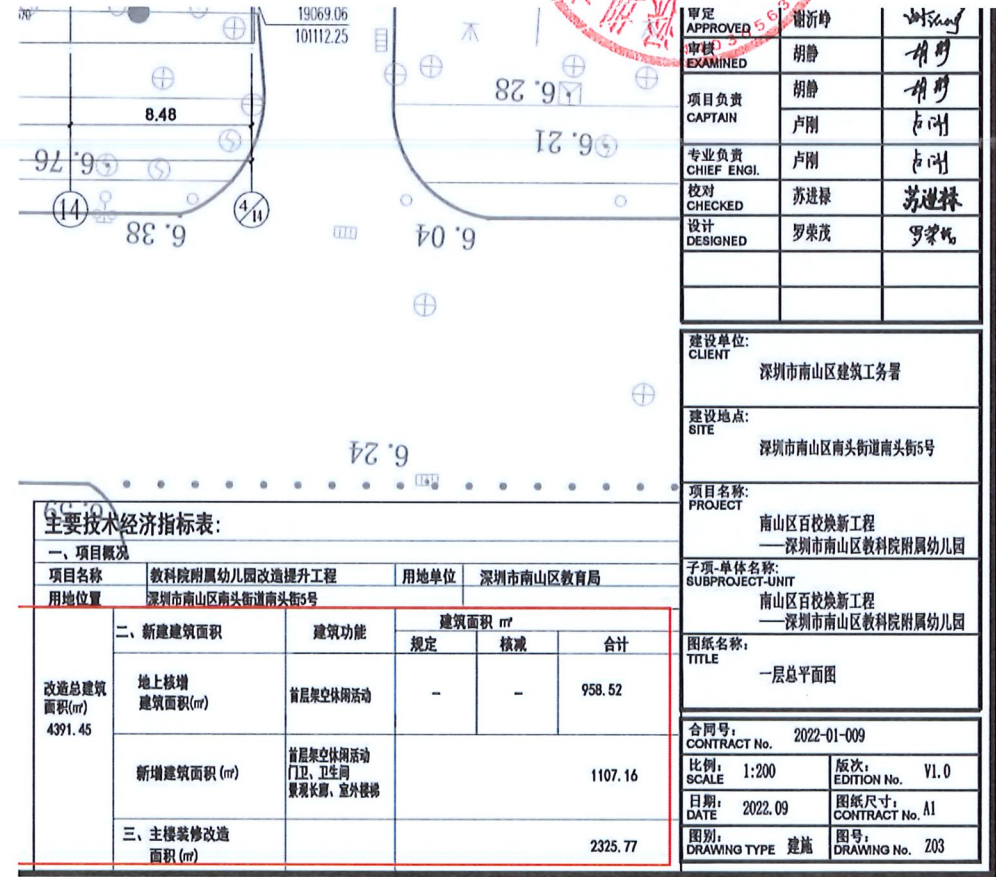 19069.06
101112.25
8.48
6.28
6.21
6.76
14
4/14
6.38
6.04
6.24
6.59
审定 谢沂峥
APPROVED
审核 胡静
EXAMINED
项目负责 胡静
CAPTAIN 卢刚
专业负责 卢刚
CHIEF ENGI.
校对 苏进禄 苏进禄
CHECKED
设计 罗荣茂
DESIGNED
建设单位:
CLIENT
深圳市南山区建筑工务署
建设地点:
SITE
深圳市南山区南头街道南头街5号
项目名称:
PROJECT
南山区百校焕新工程
——深圳市南山区教科院附属幼儿园
子项-单体名称:
SUBPROJECT-UNIT
南山区百校焕新工程
——深圳市南山区教科院附属幼儿园
图纸名称:
TITLE
一层总平面图
合同号: 2022-01-009
CONTRACT No.
比例: 1:200 版次: V1.0
SCALE EDITION No.
日期: 2022.09 图纸尺寸: A1
DATE CONTRACT No.
图别: 建施 图号: Z03
DRAWING TYPE DRAWING No.
主要技术经济指标表:
一、项目概况
项目名称 教科院附属幼儿园改造提升工程 用地单位 深圳市南山区教育局
用地位置 深圳市南山区南头街道南头街5号
改造总建筑
面积(㎡)
4391.45
二、新建建筑面积 建筑功能 建筑面积 ㎡
规定 核减 合计
地上核增
建筑面积(㎡)
首层架空休闲活动 – – 958.52
新增建筑面积(㎡)
首层架空休闲活动
门卫、卫生间
景观长廊、室外楼梯
1107.16
三、主楼装修改造
面积(㎡)
2325.77